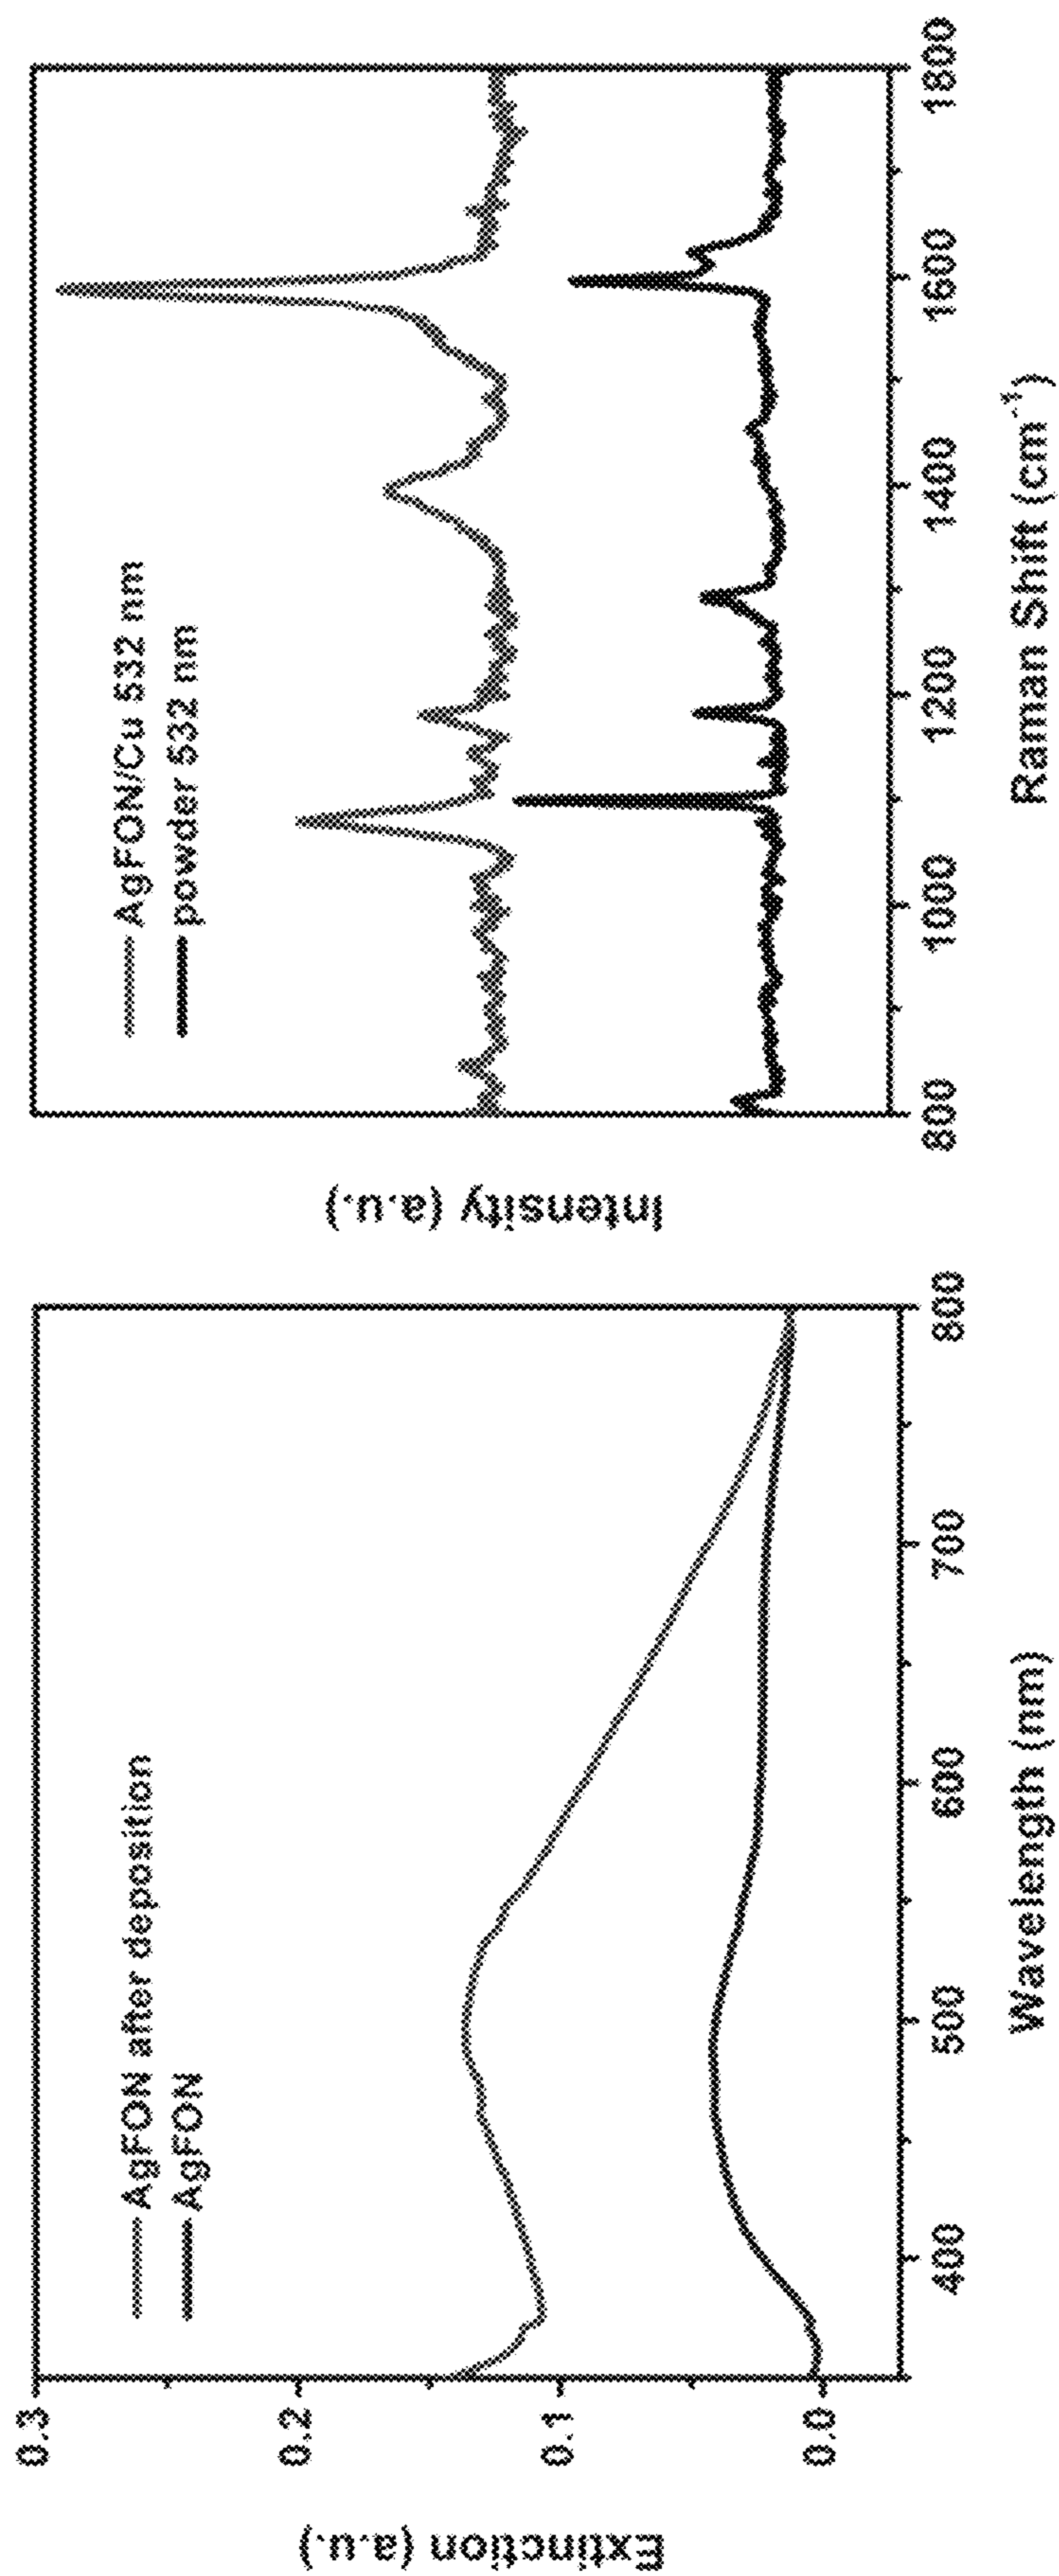 Extinction (a.u.)
0.3
0.2
0.1
0.0
AgFON after deposition
AgFON
400
500
600
700
800
Wavelength (nm)
Intensity (a.u.)
AgFON/Cu 532 nm
powder 532 nm
800
1000
1200
1400
1600
1800
Raman Shift (cm⁻¹)